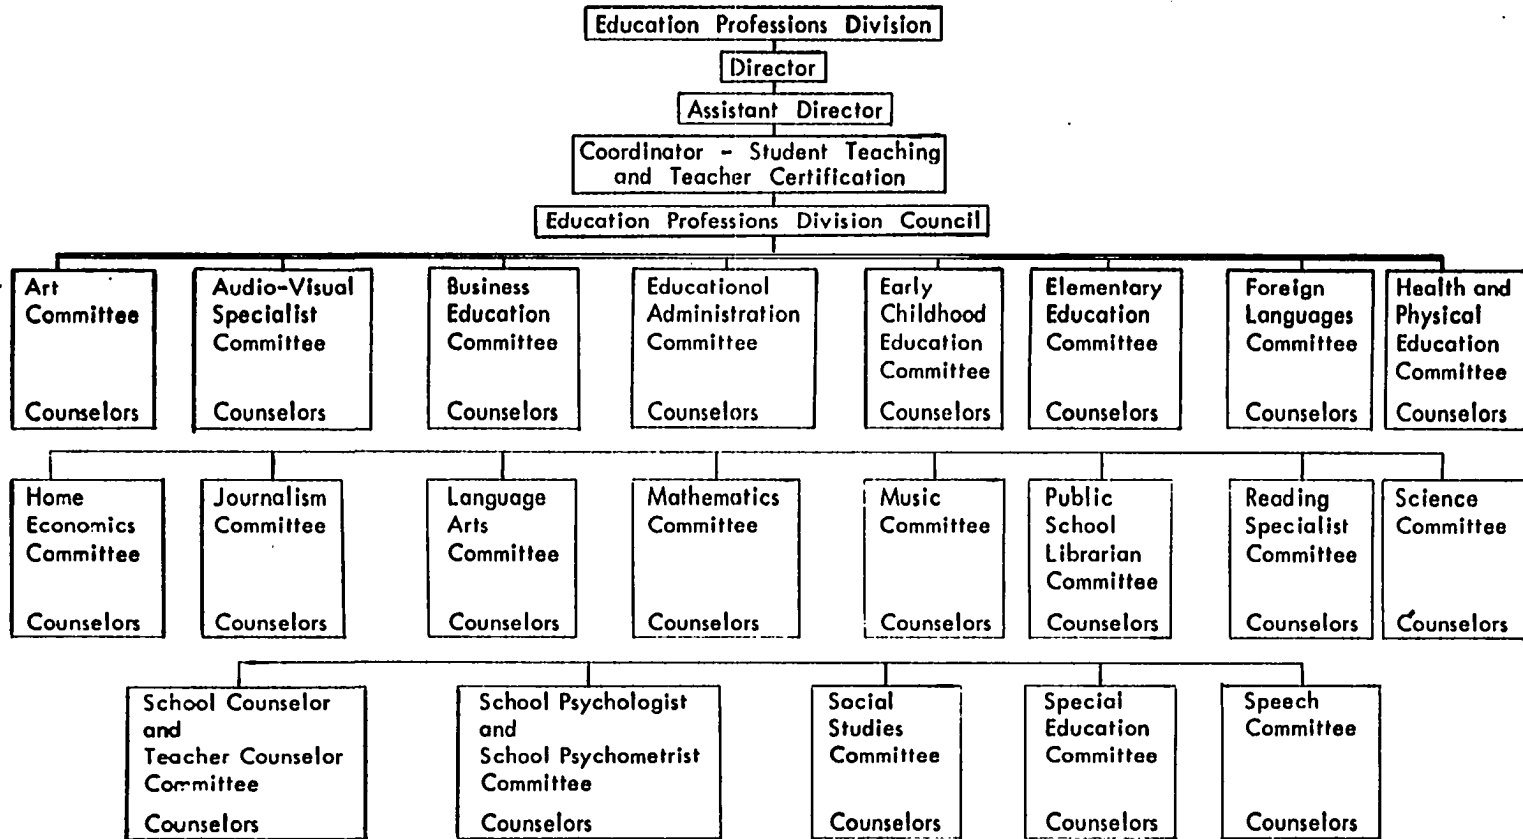 Education Professions Division
Director
Assistant Director
Coordinator - Student Teaching
and Teacher Certification
Education Professions Division Council
Art
Committee
Counselors
Audio-Visual
Specialist
Committee
Counselors
Business
Education
Committee
Counselors
Educational
Administration
Committee
Counselors
Early
Childhood
Education
Committee
Counselors
Elementary
Education
Committee
Counselors
Foreign
Languages
Committee
Counselors
Health and
Physical
Education
Committee
Counselors
Home
Economics
Committee
Counselors
Journalism
Committee
Counselors
Language
Arts
Committee
Counselors
Mathematics
Committee
Counselors
Music
Committee
Counselors
Public
School
Librarian
Committee
Counselors
Reading
Specialist
Committee
Counselors
Science
Committee
Counselors
School Counselor
and
Teacher Counselor
Committee
Counselors
School Psychologist
and
School Psychometrist
Committee
Counselors
Social
Studies
Committee
Counselors
Special
Education
Committee
Counselors
Speech
Committee
Counselors